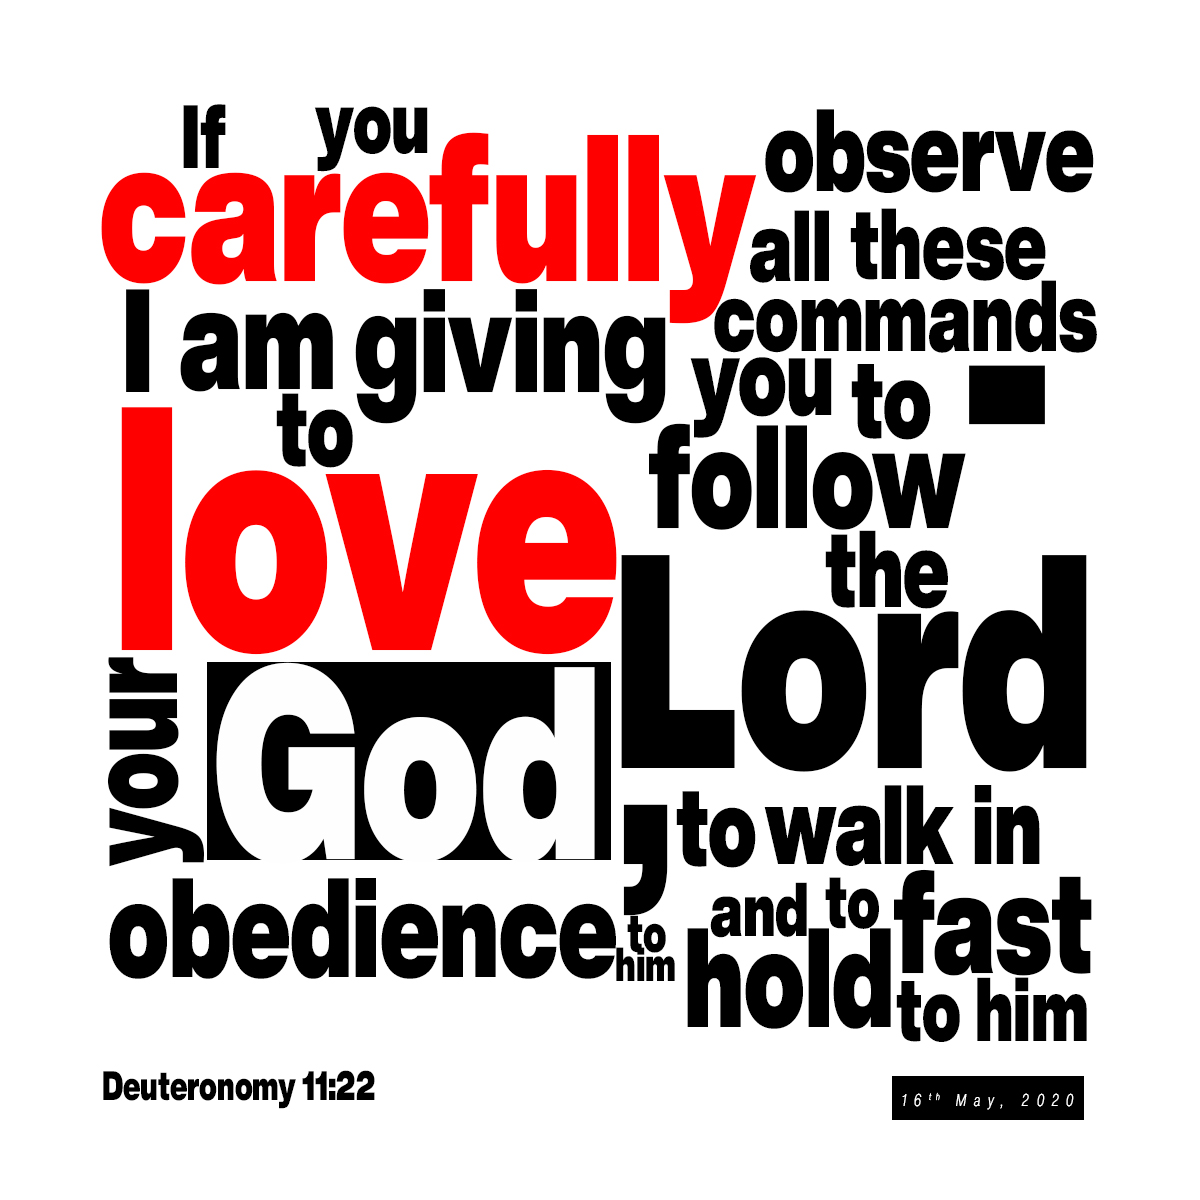 If you
carefully observe
all these
commands
I am giving
you to -
follow
to
love the
Lord
your God,
to walk in
obedience to
him
and to
hold fast
to him
Deuteronomy 11:22
16th May, 2020